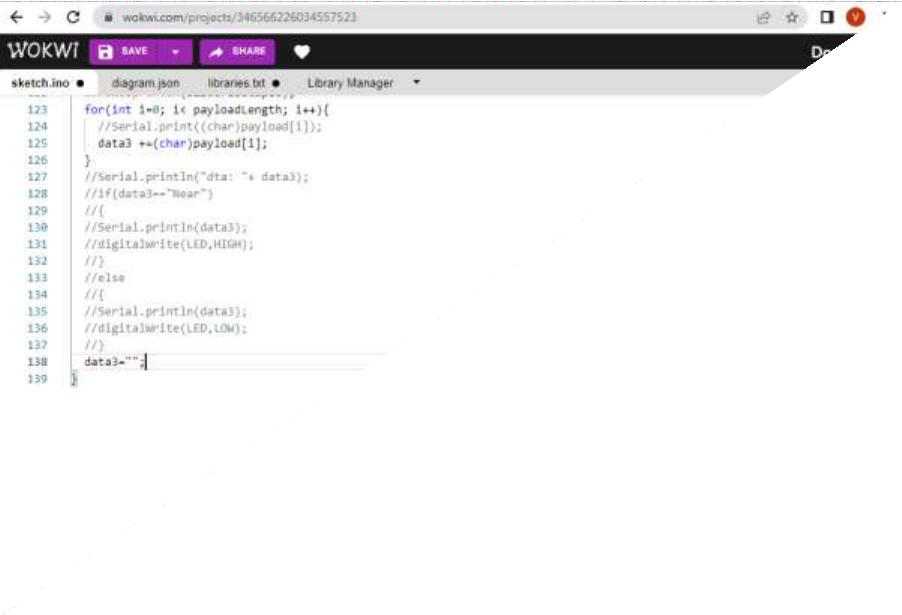 wokwi.com/projects/346566226034557523
V
WOKWI SAVE SHARE
sketch.ino ● diagram.json libraries.txt ● Library Manager
123 for(int i=0; i< payloadLength; i++){
124 //Serial.print((char)payload[i]);
125 data3 +=(char)payload[i];
126 }
127 //Serial.println("dta: "+ data3);
128 //if(data3=="Near")
129 //{
130 //Serial.println(data3);
131 //digitalWrite(LED,HIGH);
132 //}
133 //else
134 //{
135 //Serial.println(data3);
136 //digitalWrite(LED,LOW);
137 //}
138 data3="";
139 }